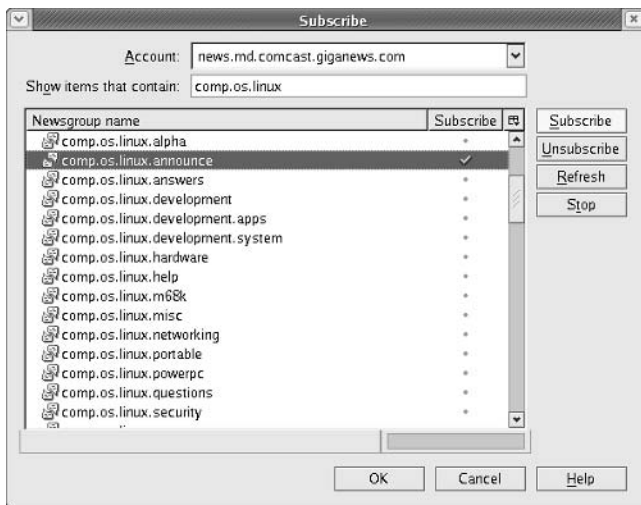 Subscribe
Account: news.md.comcast.giganews.com
Show items that contain: comp.os.linux
Newsgroup name Subscribe
comp.os.linux.alpha
comp.os.linux.announce
comp.os.linux.answers
comp.os.linux.development
comp.os.linux.development.apps
comp.os.linux.development.system
comp.os.linux.hardware
comp.os.linux.help
comp.os.linux.m68k
comp.os.linux.misc
comp.os.linux.networking
comp.os.linux.portable
comp.os.linux.powerpc
comp.os.linux.questions
comp.os.linux.security
Subscribe
Unsubscribe
Refresh
Stop
OK Cancel Help